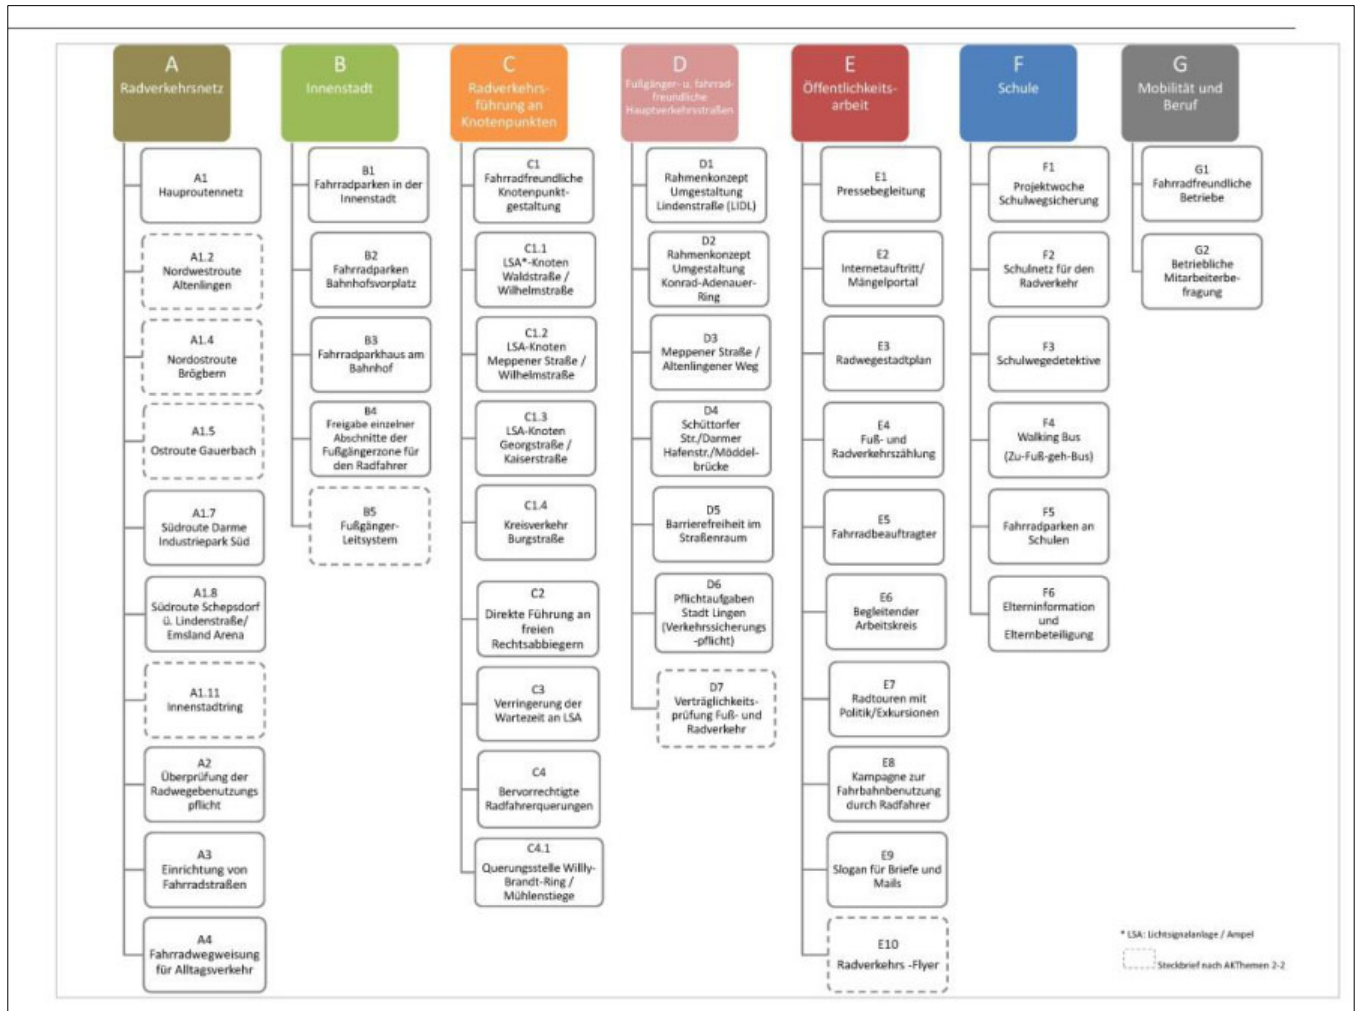 A
Radverkehrsnetz
A1
Hauproutennetz
A1.2
Nordwestroute
Altenlingen
A1.4
Nordostroute
Brögbern
A1.5
Ostroute Gauerbach
A1.7
Südroute Darme
Industriepark Süd
A1.8
Südroute Schepsdorf
ü. Lindenstraße/
Emsland Arena
A1.11
Innenstadtring
A2
Überprüfung der
Radwegebenutzungs
pflicht
A3
Einrichtung von
Fahrradstraßen
A4
Fahrradwegweisung
für Alltagsverkehr
B
Innenstadt
B1
Fahrradparken in der
Innenstadt
B2
Fahrradparken
Bahnhofsvorplatz
B3
Fahrradparkhaus am
Bahnhof
B4
Freigabe einzelner
Abschnitte der
Fußgängerzone für
den Radfahrer
B5
Fußgänger-
Leitsystem
C
Radverkehrs-
führung an
Knotenpunkten
C1
Fahrradfreundliche
Knotenpunkt-
gestaltung
C1.1
LSA*-Knoten
Waldstraße /
Wilhelmstraße
C1.2
LSA-Knoten
Meppener Straße /
Wilhelmstraße
C1.3
LSA-Knoten
Georgstraße /
Kaiserstraße
C1.4
Kreisverkehr
Burgstraße
C2
Direkte Führung an
freien
Rechtsabbiegern
C3
Verringerung der
Wartezeit an LSA
C4
Bervorrechtigte
Radfahrerquerungen
C4.1
Querungsstelle Willy-
Brandt-Ring /
Mühlenstiege
D
Fußgänger- u. fahrrad-
freundliche
Hauptverkehrsstraßen
D1
Rahmenkonzept
Umgestaltung
Lindenstraße (LIDL)
D2
Rahmenkonzept
Umgestaltung
Konrad-Adenauer-
Ring
D3
Meppener Straße /
Altenlingener Weg
D4
Schüttorfer
Str./Darmer
Hafenstr./Möddel-
brücke
D5
Barrierefreiheit im
Straßenraum
D6
Pflichtaufgaben
Stadt Lingen
(Verkehrssicherungs
-pflicht)
D7
Verträglichkeits-
prüfung Fuß- und
Radverkehr
E
Öffentlichkeits-
arbeit
E1
Pressebegleitung
E2
Internetauftritt/
Mängelportal
E3
Radwegestadtplan
E4
Fuß- und
Radverkehrszählung
E5
Fahrradbeauftragter
E6
Begleitender
Arbeitskreis
E7
Radtouren mit
Politik/Exkursionen
E8
Kampagne zur
Fahrbahnbenutzung
durch Radfahrer
E9
Slogan für Briefe und
Mails
E10
Radverkehrs -Flyer
F
Schule
F1
Projektwoche
Schulwegsicherung
F2
Schulnetz für den
Radverkehr
F3
Schulwegedetektive
F4
Walking Bus
(Zu-Fuß-geh-Bus)
F5
Fahrradparken an
Schulen
F6
Elterninformation
und
Elternbeteiligung
G
Mobilität und
Beruf
G1
Fahrradfreundliche
Betriebe
G2
Betriebliche
Mitarbeiterbe-
fragung
* LSA: Lichtsignalanlage / Ampel
Steckbrief nach AKThemen 2-2